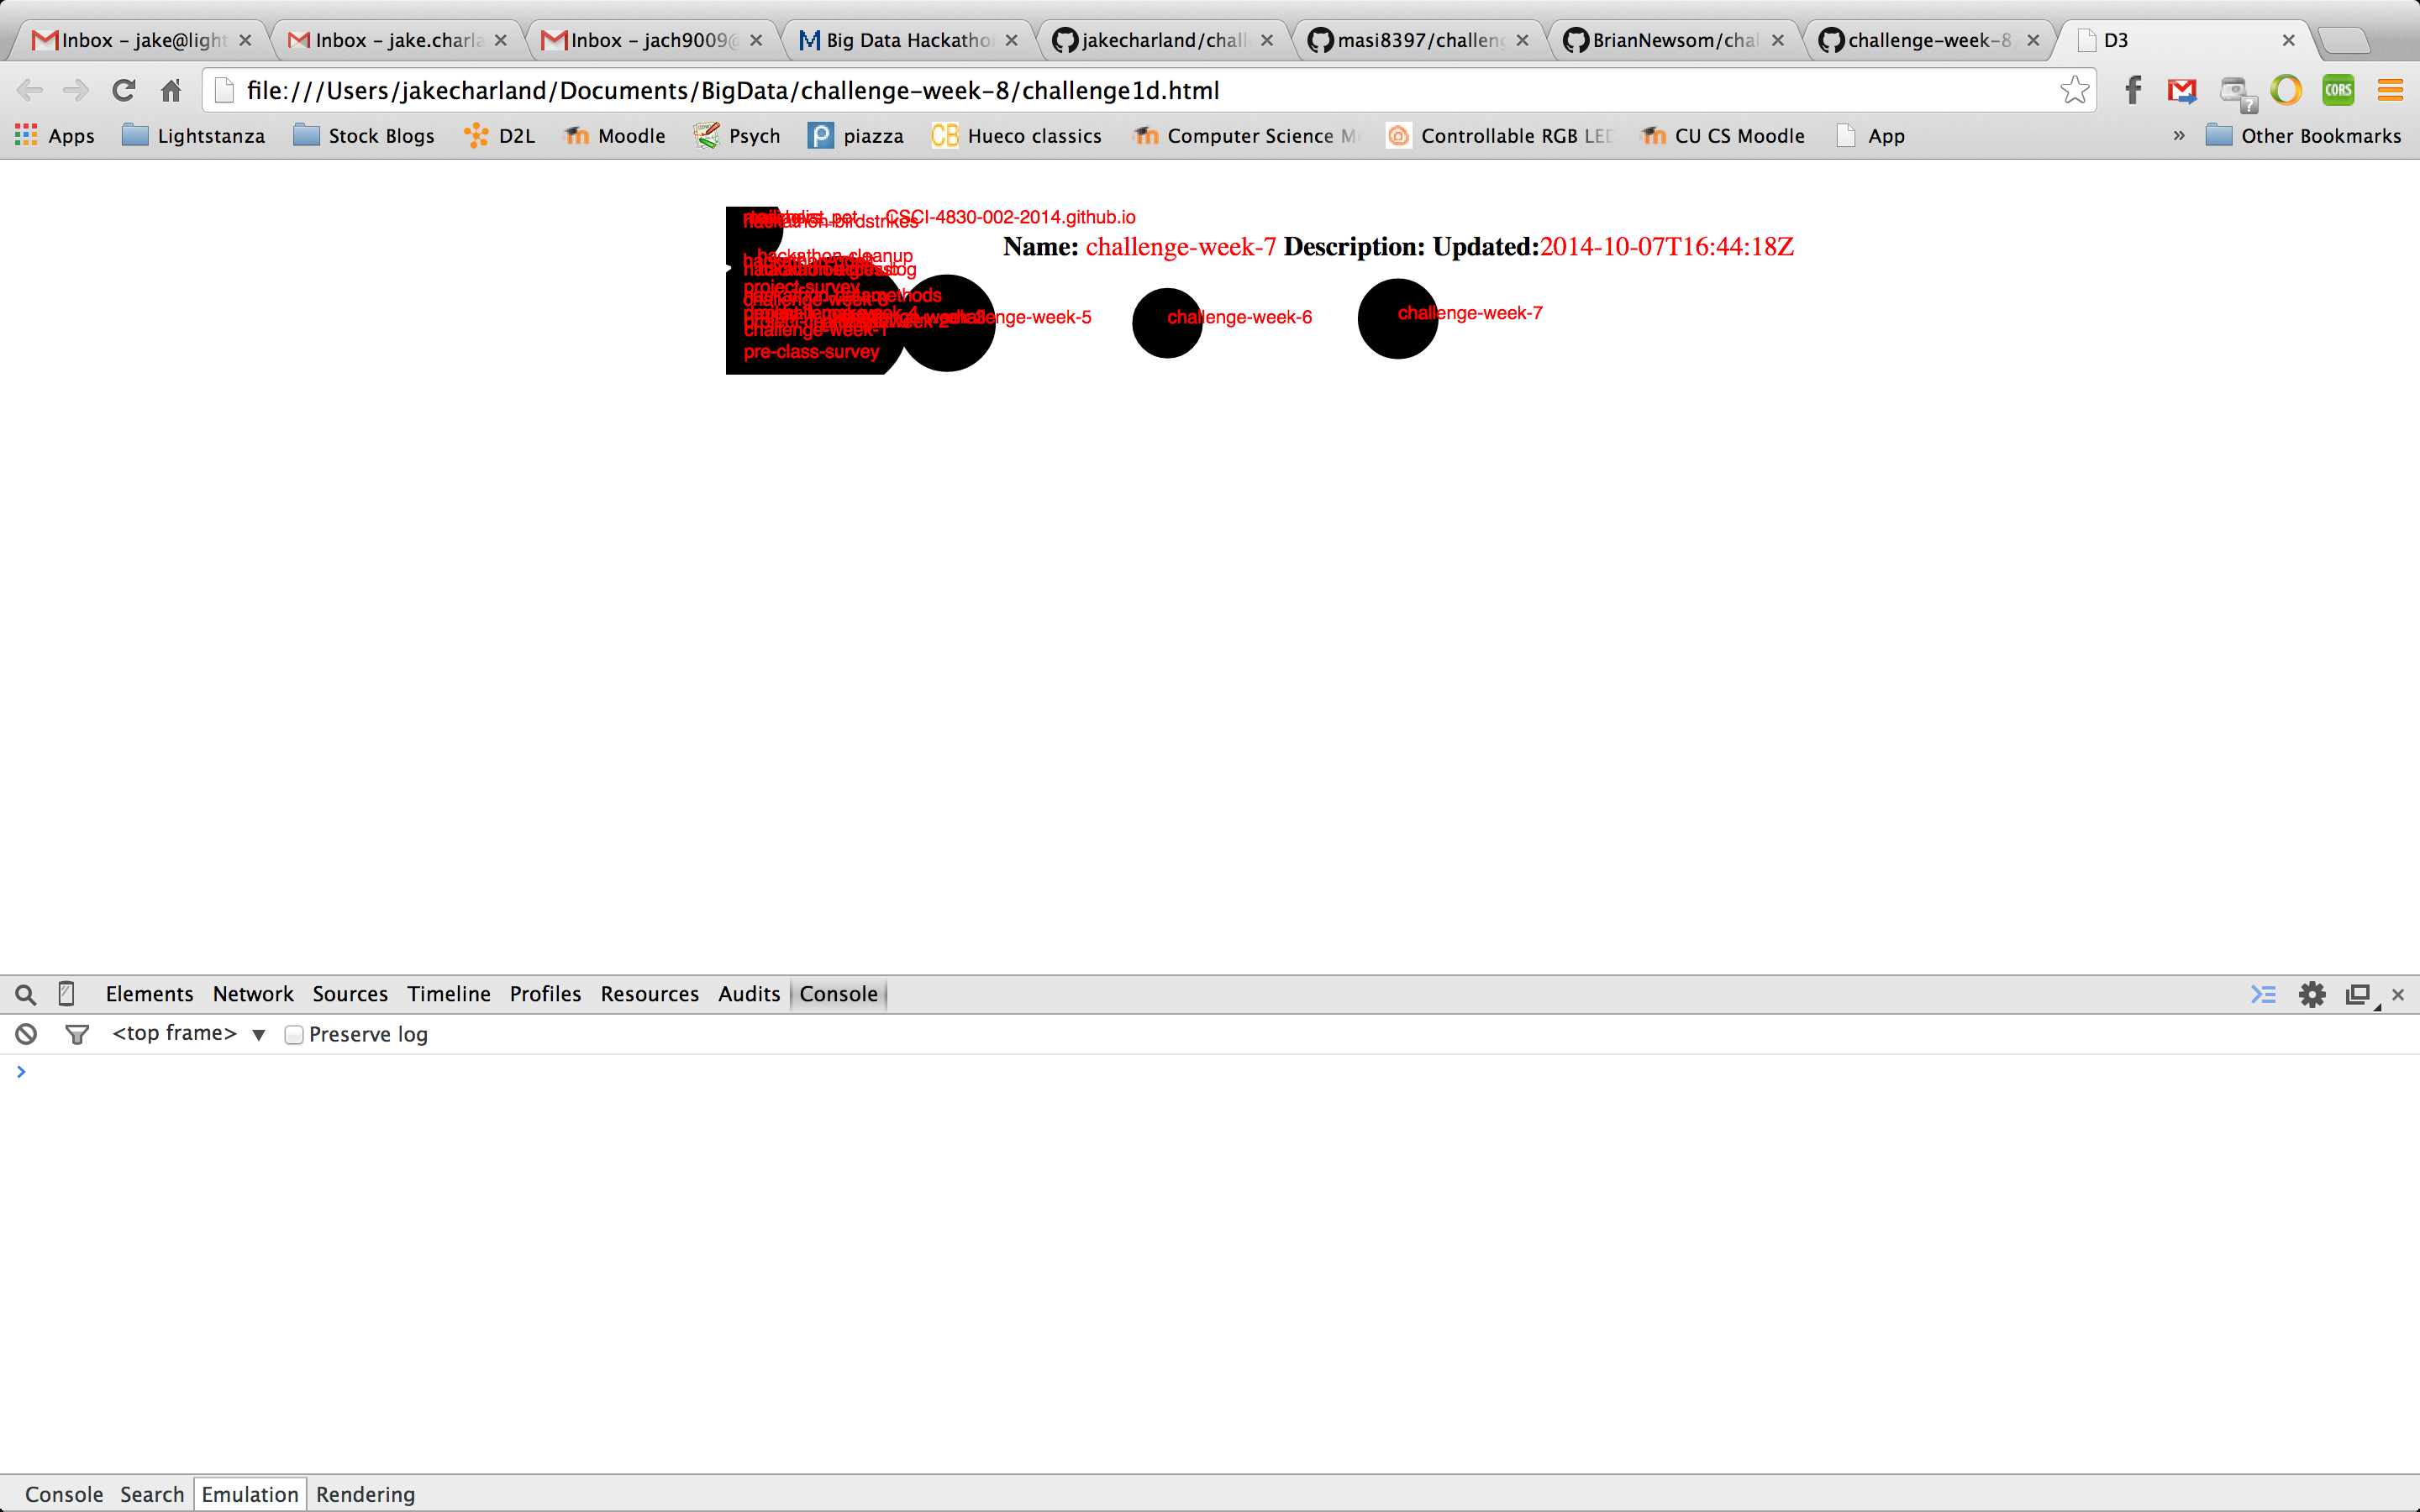 Inbox – jake@light
Inbox – jake.charla
Inbox – jach9009@
Big Data Hackatho
jakecharland/chall
masi8397/challeng
BrianNewsom/chal
challenge-week-8
D3
file:///Users/jakecharland/Documents/BigData/challenge-week-8/challenge1d.html
CORS
Apps Lightstanza Stock Blogs D2L Moodle Psych piazza Hueco classics Computer Science M Controllable RGB LED CU CS Moodle App » Other Bookmarks
CSCI-4830-002-2014.github.io
hackathon-birdstrikes
Name: challenge-week-7 Description: Updated:2014-10-07T16:44:18Z
hackathon-cleanup
project-survey
challenge-week-5
challenge-week-6
challenge-week-7
challenge-week-1
pre-class-survey
Elements Network Sources Timeline Profiles Resources Audits Console
<top frame> ▼ Preserve log
>
Console Search Emulation Rendering